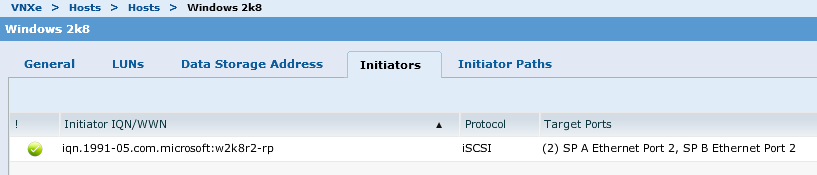 VNXe > Hosts > Hosts > Windows 2k8
Windows 2k8
General LUNs Data Storage Address Initiators Initiator Paths
! Initiator IQN/WWN ▲ Protocol Target Ports
iqn.1991-05.com.microsoft:w2k8r2-rp iSCSI (2) SP A Ethernet Port 2, SP B Ethernet Port 2